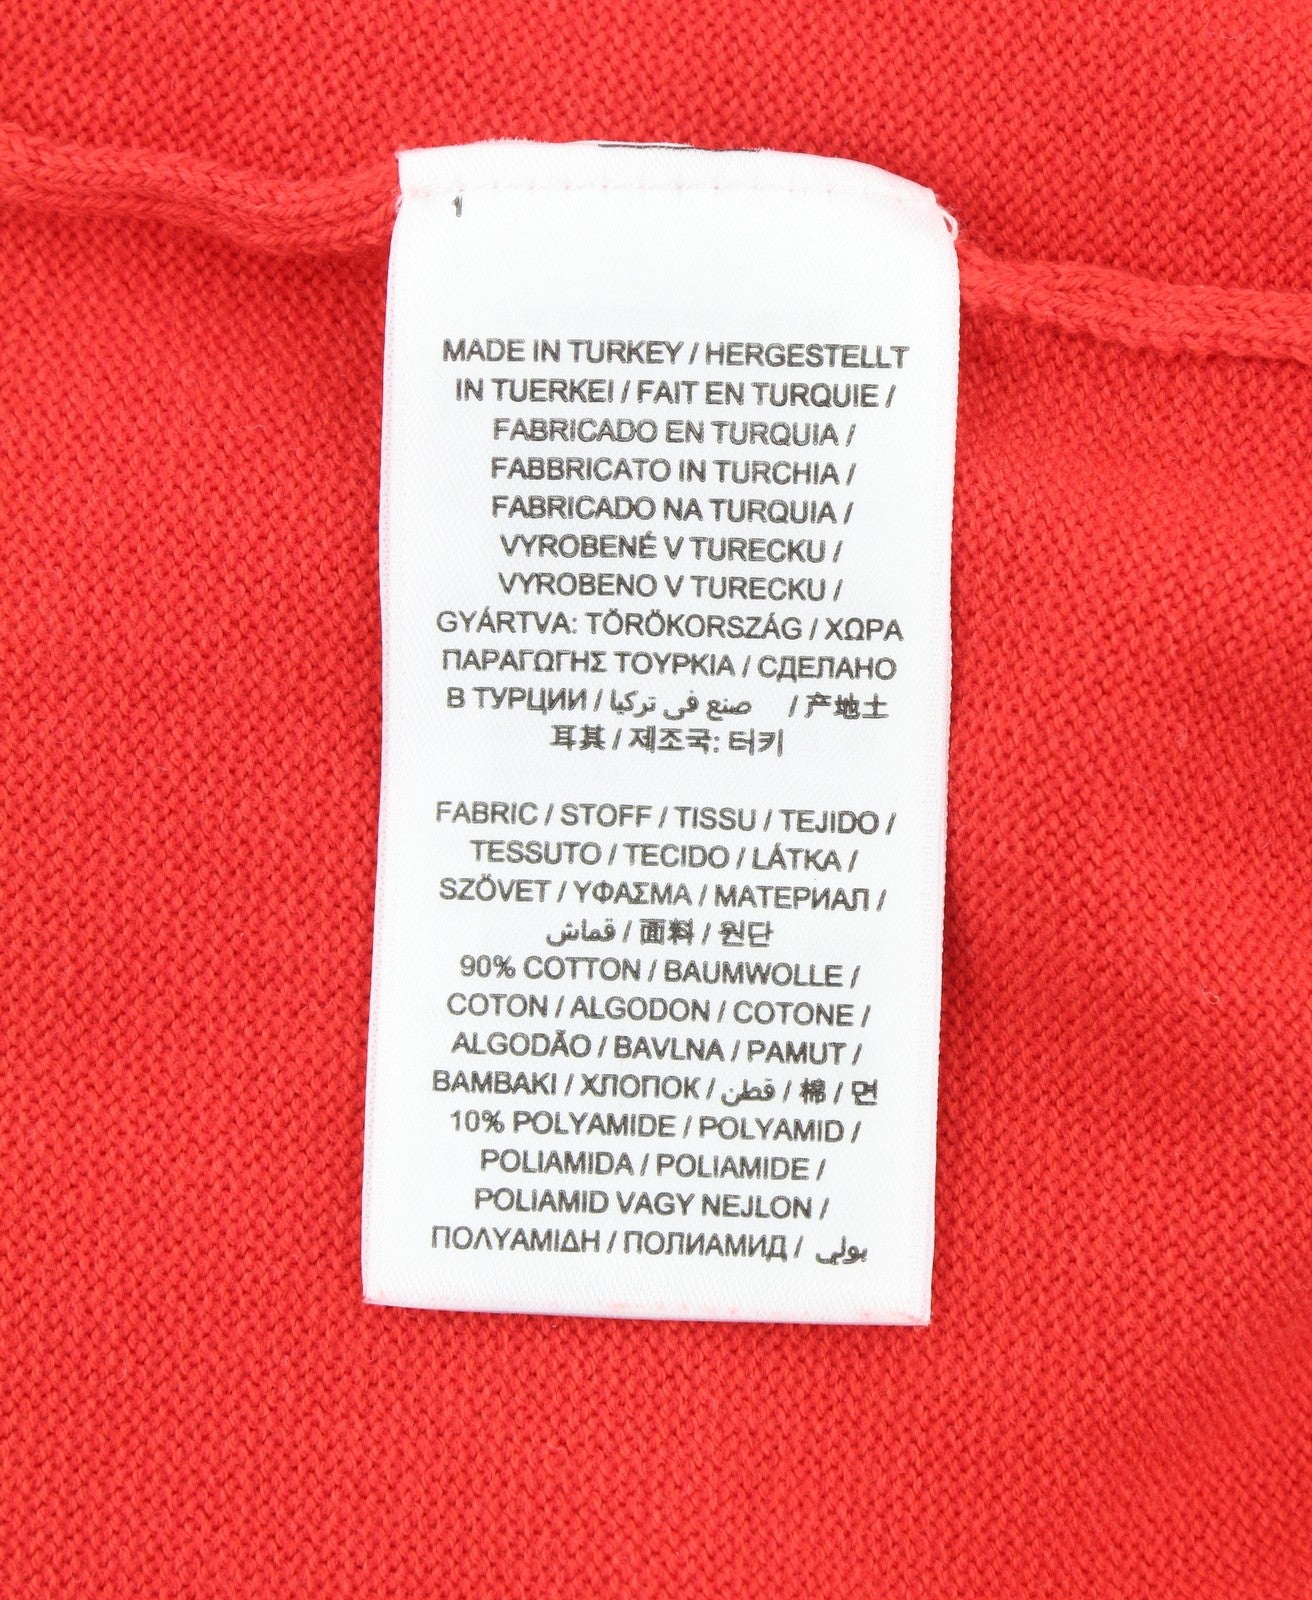 1
MADE IN TURKEY / HERGESTELLT
IN TUERKEI / FAIT EN TURQUIE /
FABRICADO EN TURQUIA /
FABBRICATO IN TURCHIA /
FABRICADO NA TURQUIA /
VYROBENÉ V TURECKU /
VYROBENO V TURECKU /
GYÁRTVA: TÖRÖKORSZÁG / ΧΩΡΑ
ΠΑΡΑΓΩΓΗΣ ΤΟΥΡΚΙΑ / СДЕЛАНО
В ТУРЦИИ / صنع في تركيا / 产地土
耳其 / 제조국: 터키
FABRIC / STOFF / TISSU / TEJIDO /
TESSUTO / TECIDO / LÁTKA /
SZÖVET / ΥΦΑΣΜΑ / МАТЕРИАЛ /
قماش / 面料 / 원단
90% COTTON / BAUMWOLLE /
COTON / ALGODON / COTONE /
ALGODÃO / BAVLNA / PAMUT /
BAMBAKI / ХЛОПОК / قطن / 棉 / 면
10% POLYAMIDE / POLYAMID /
POLIAMIDA / POLIAMIDE /
POLIAMID VAGY NEJLON /
ΠΟΛΥΑΜΙΔΗ / ПОЛИАМИД / بولي